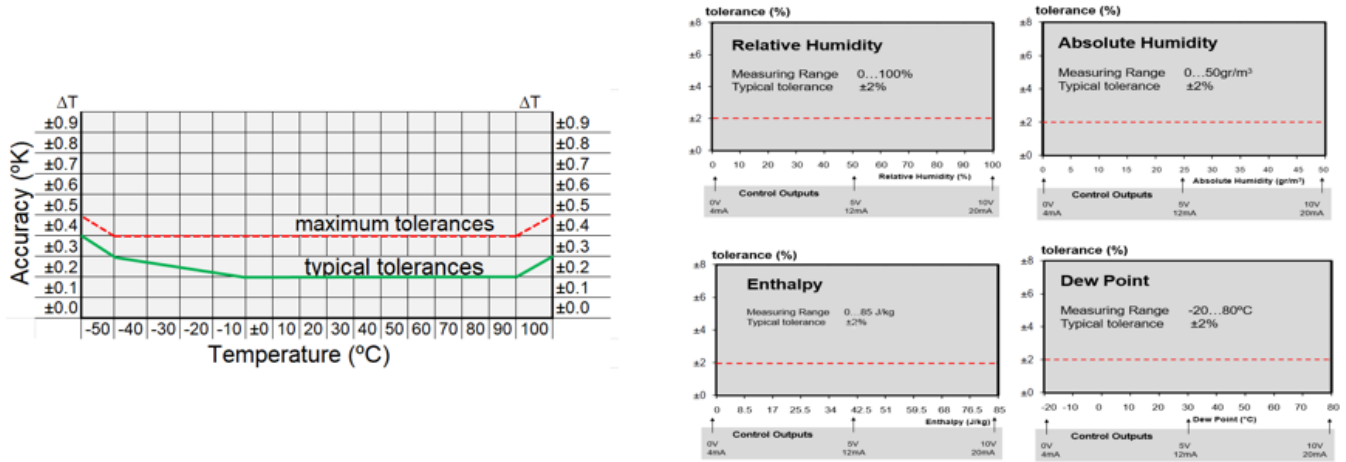 ΔT ΔT
±0.9 ±0.9
±0.8 ±0.8
±0.7 ±0.7
±0.6 ±0.6
±0.5 ±0.5
±0.4 maximum tolerances ±0.4
±0.3 ±0.3
±0.2 typical tolerances ±0.2
±0.1 ±0.1
±0.0 ±0.0
Accuracy (ºK)
-50 -40 -30 -20 -10 ±0 10 20 30 40 50 60 70 80 90 100
Temperature (ºC)
tolerance (%)
±8
±6
±4
±2
±0
Relative Humidity
Measuring Range 0...100%
Typical tolerance ±2%
0 10 20 30 40 50 60 70 80 90 100
Relative Humidity (%)
Control Outputs
0V 5V 10V
4mA 12mA 20mA
tolerance (%)
±8
±6
±4
±2
±0
Absolute Humidity
Measuring Range 0...50gr/m³
Typical tolerance ±2%
0 5 10 15 20 25 30 35 40 45 50
Absolute Humidity (gr/m³)
Control Outputs
0V 5V 10V
4mA 12mA 20mA
tolerance (%)
±8
±6
±4
±2
±0
Enthalpy
Measuring Range 0...85 J/kg
Typical tolerance ±2%
0 8.5 17 25.5 34 42.5 51 59.5 68 76.5 85
Enthalpy (J/kg)
Control Outputs
0V 5V 10V
4mA 12mA 20mA
tolerance (%)
±8
±6
±4
±2
±0
Dew Point
Measuring Range -20...80ºC
Typical tolerance ±2%
-20 -10 0 10 20 30 40 50 60 70 80
Dew Point (°C)
Control Outputs
0V 5V 10V
4mA 12mA 20mA